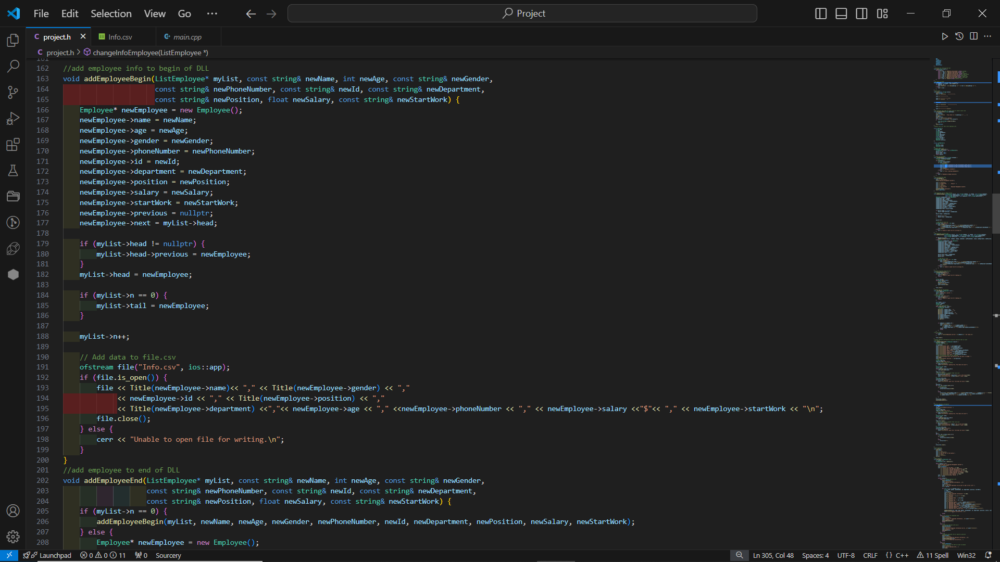 File Edit Selection View Go ··· Project
project.h Info.csv main.cpp
project.h > changeInfoEmployee(ListEmployee *)
161
162 //add employee info to begin of DLL
163 void addEmployeeBegin(ListEmployee* myList, const string& newName, int newAge, const string& newGender,
164 const string& newPhoneNumber, const string& newId, const string& newDepartment,
165 const string& newPosition, float newSalary, const string& newStartWork) {
166 Employee* newEmployee = new Employee();
167 newEmployee->name = newName;
168 newEmployee->age = newAge;
169 newEmployee->gender = newGender;
170 newEmployee->phoneNumber = newPhoneNumber;
171 newEmployee->id = newId;
172 newEmployee->department = newDepartment;
173 newEmployee->position = newPosition;
174 newEmployee->salary = newSalary;
175 newEmployee->startWork = newStartWork;
176 newEmployee->previous = nullptr;
177 newEmployee->next = myList->head;
178
179 if (myList->head != nullptr) {
180 myList->head->previous = newEmployee;
181 }
182 myList->head = newEmployee;
183
184 if (myList->n == 0) {
185 myList->tail = newEmployee;
186 }
187
188 myList->n++;
189
190 // Add data to file.csv
191 ofstream file("Info.csv", ios::app);
192 if (file.is_open()) {
193 file << Title(newEmployee->name)<< "," << Title(newEmployee->gender) << ","
194 << newEmployee->id << "," << Title(newEmployee->position) << ","
195 << Title(newEmployee->department) <<","<< newEmployee->age << "," <<newEmployee->phoneNumber << "," << newEmployee->salary <<"$"<< "," << newEmployee->startWork << "\n";
196 file.close();
197 } else {
198 cerr << "Unable to open file for writing.\n";
199 }
200 }
201 //add employee to end of DLL
202 void addEmployeeEnd(ListEmployee* myList, const string& newName, int newAge, const string& newGender,
203 const string& newPhoneNumber, const string& newId, const string& newDepartment,
204 const string& newPosition, float newSalary, const string& newStartWork) {
205 if (myList->n == 0) {
206 addEmployeeBegin(myList, newName, newAge, newGender, newPhoneNumber, newId, newDepartment, newPosition, newSalary, newStartWork);
207 } else {
208 Employee* newEmployee = new Employee();
Launchpad 0 0 11 0 Sourcery Ln 305, Col 48 Spaces: 4 UTF-8 CRLF {} C++ 11 Spell Win32